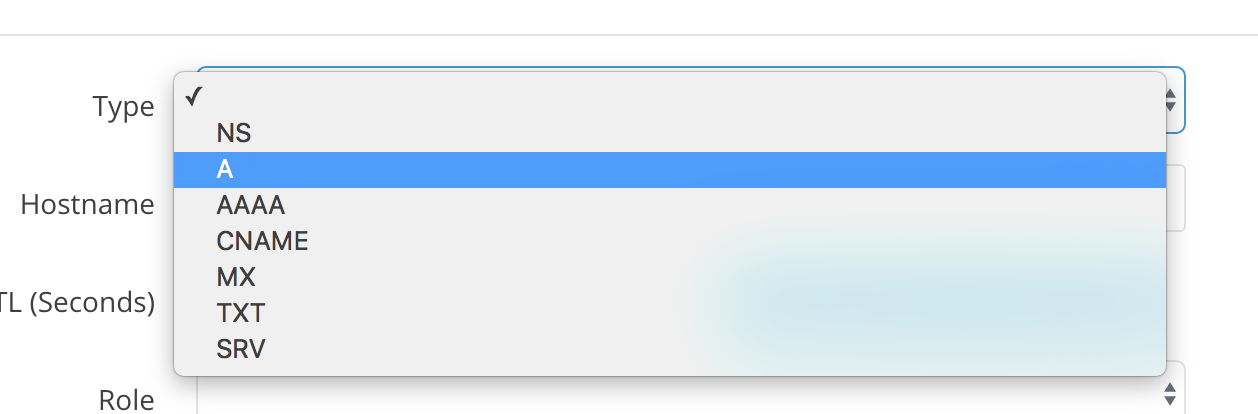 Type
NS
A
AAAA
Hostname
CNAME
MX
TL (Seconds)
TXT
SRV
Role